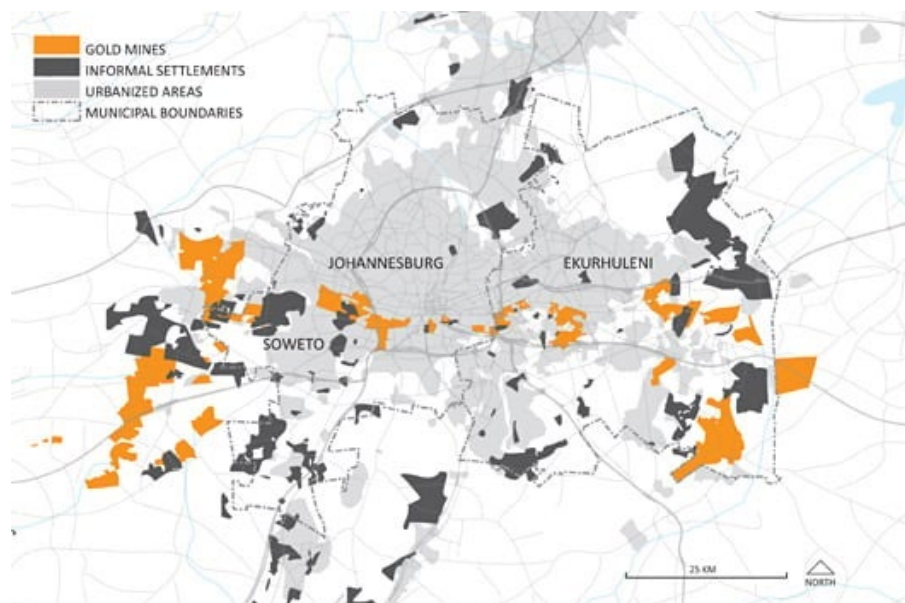 GOLD MINES
INFORMAL SETTLEMENTS
URBANIZED AREAS
MUNICIPAL BOUNDARIES
JOHANNESBURG
EKURHULENI
SOWETO
25 KM
NORTH